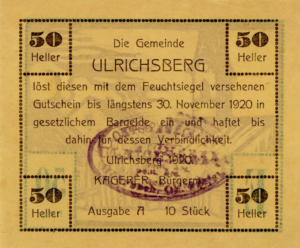 50 Heller
50 Heller
Die Gemeinde
ULRICHSBERG
löst diesen mit dem Feuchtsiegel versehenen
Gutschein bis längstens 30. November 1920 in
gesetzlichem Bargelde ein und haftet bis
dahin für dessen Verbindlichkeit.
Ulrichsberg 1920.
KAGERER Bürgerm.
50 Heller
50 Heller
Ausgabe A 10 Stück